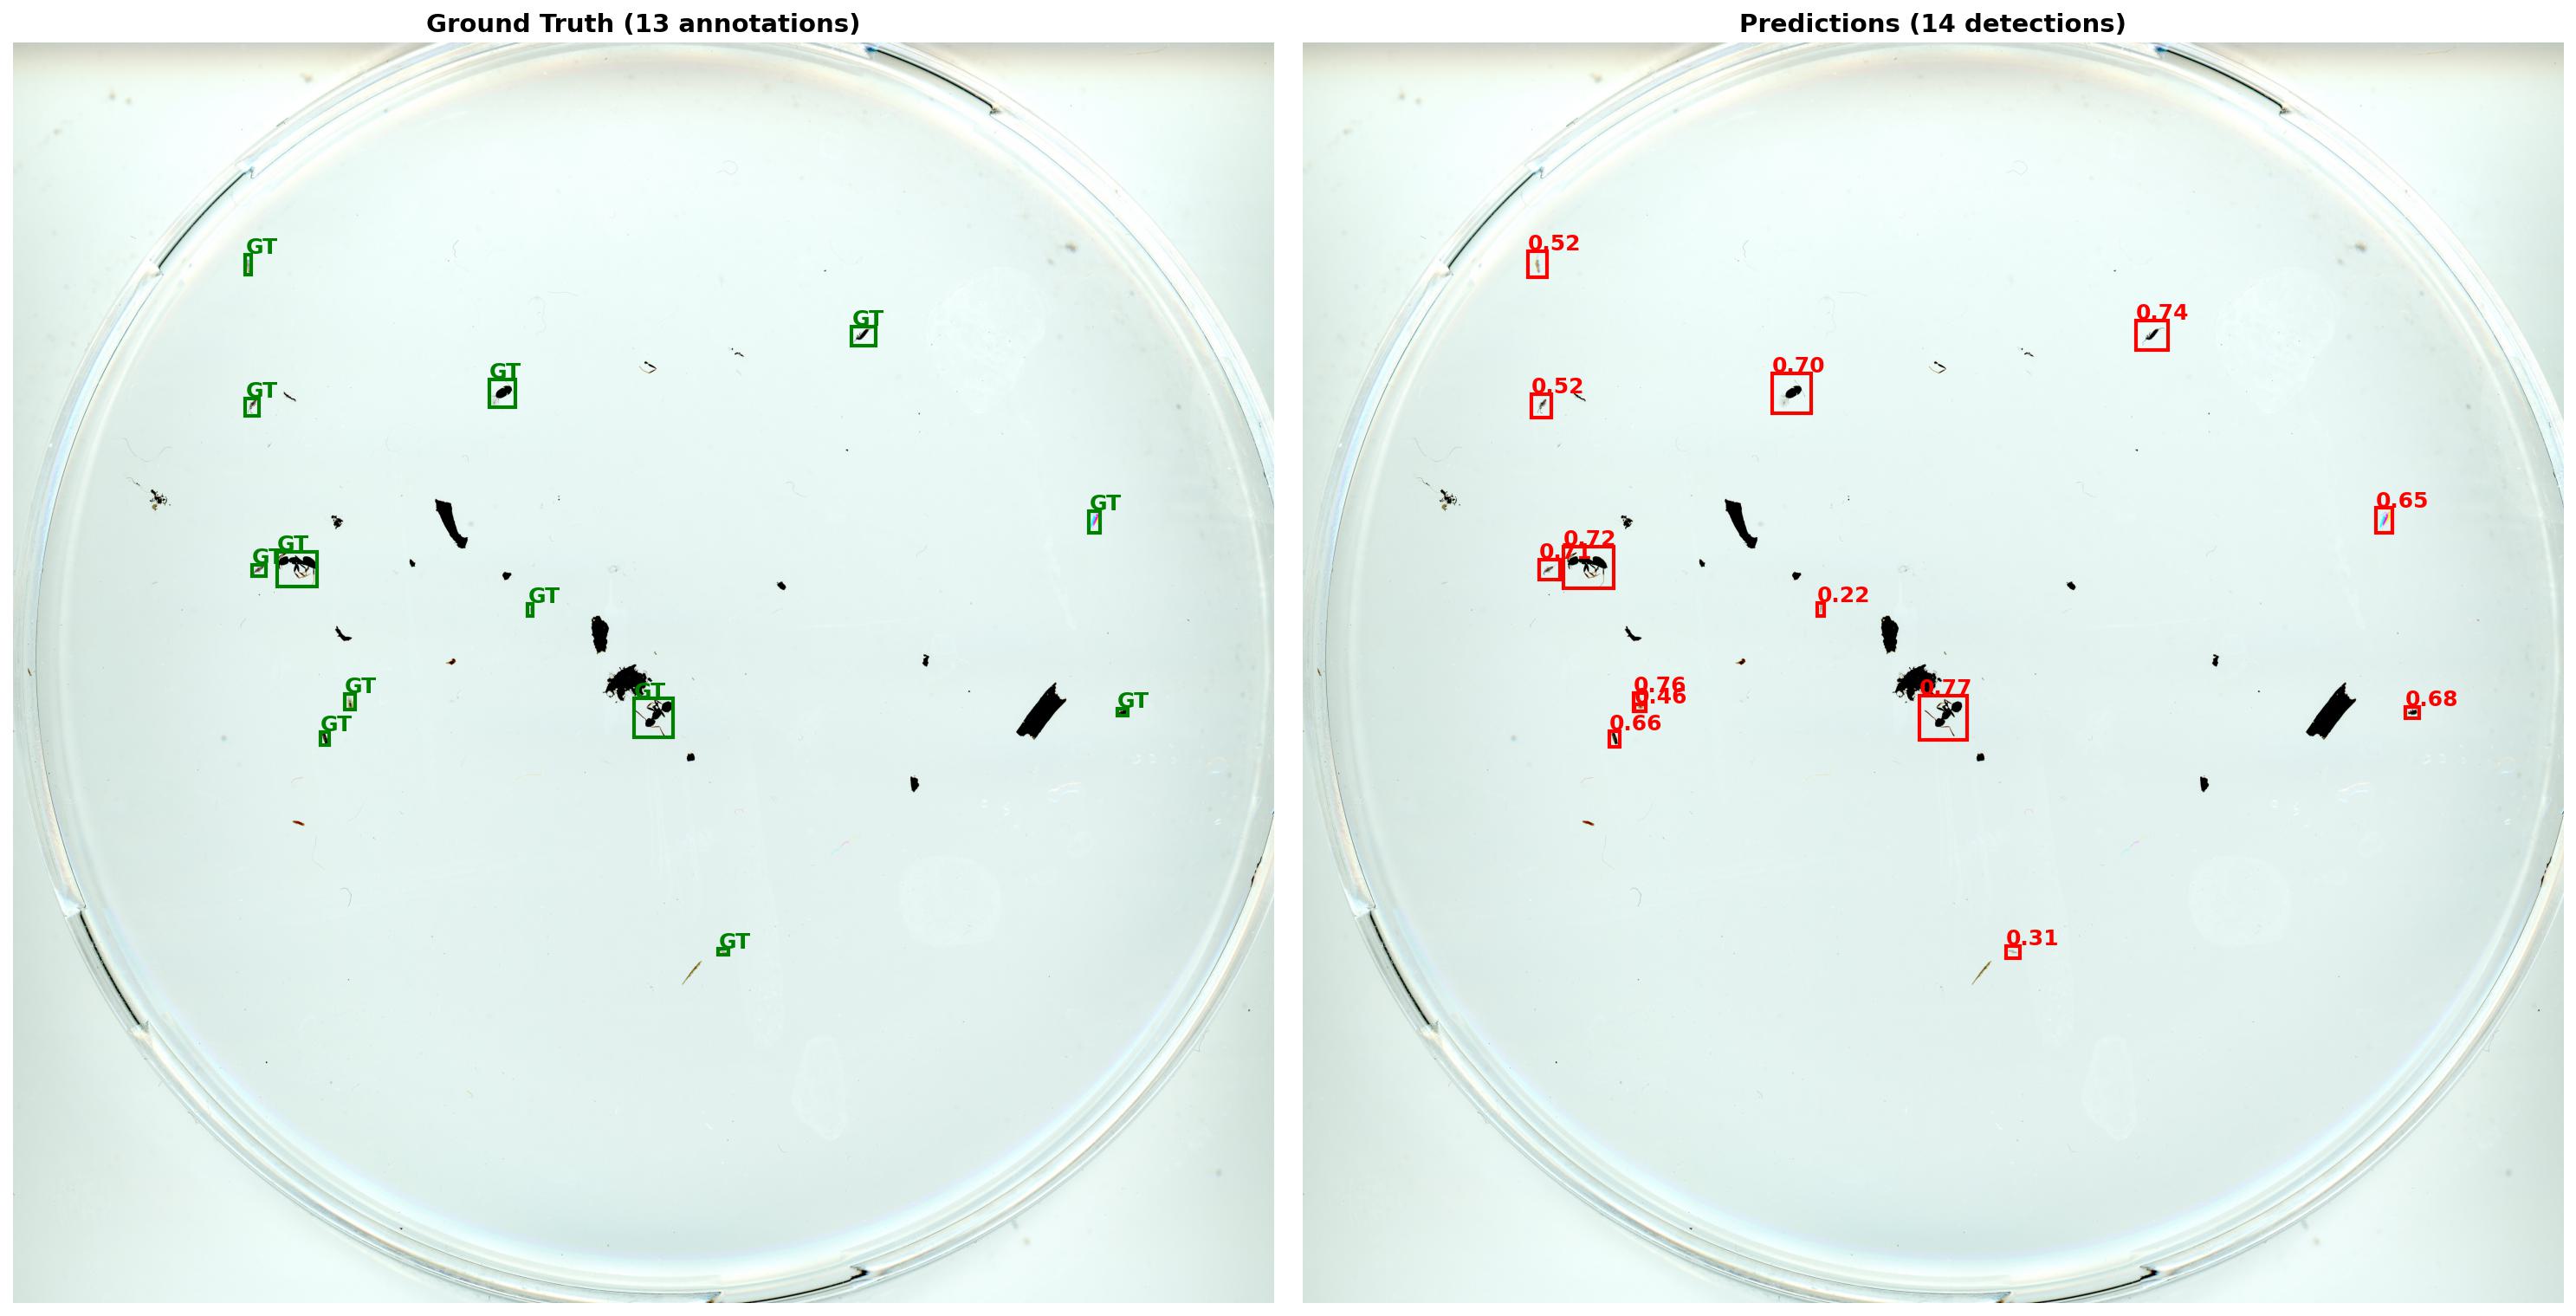 Ground Truth (13 annotations)
GT
GT
GT
GT
GT
GT
GT
GT
GT
GT
GT
GT
GT
Predictions (14 detections)
0.52
0.74
0.70
0.52
0.65
0.72
0.71
0.22
0.76
0.46
0.77
0.68
0.66
0.31